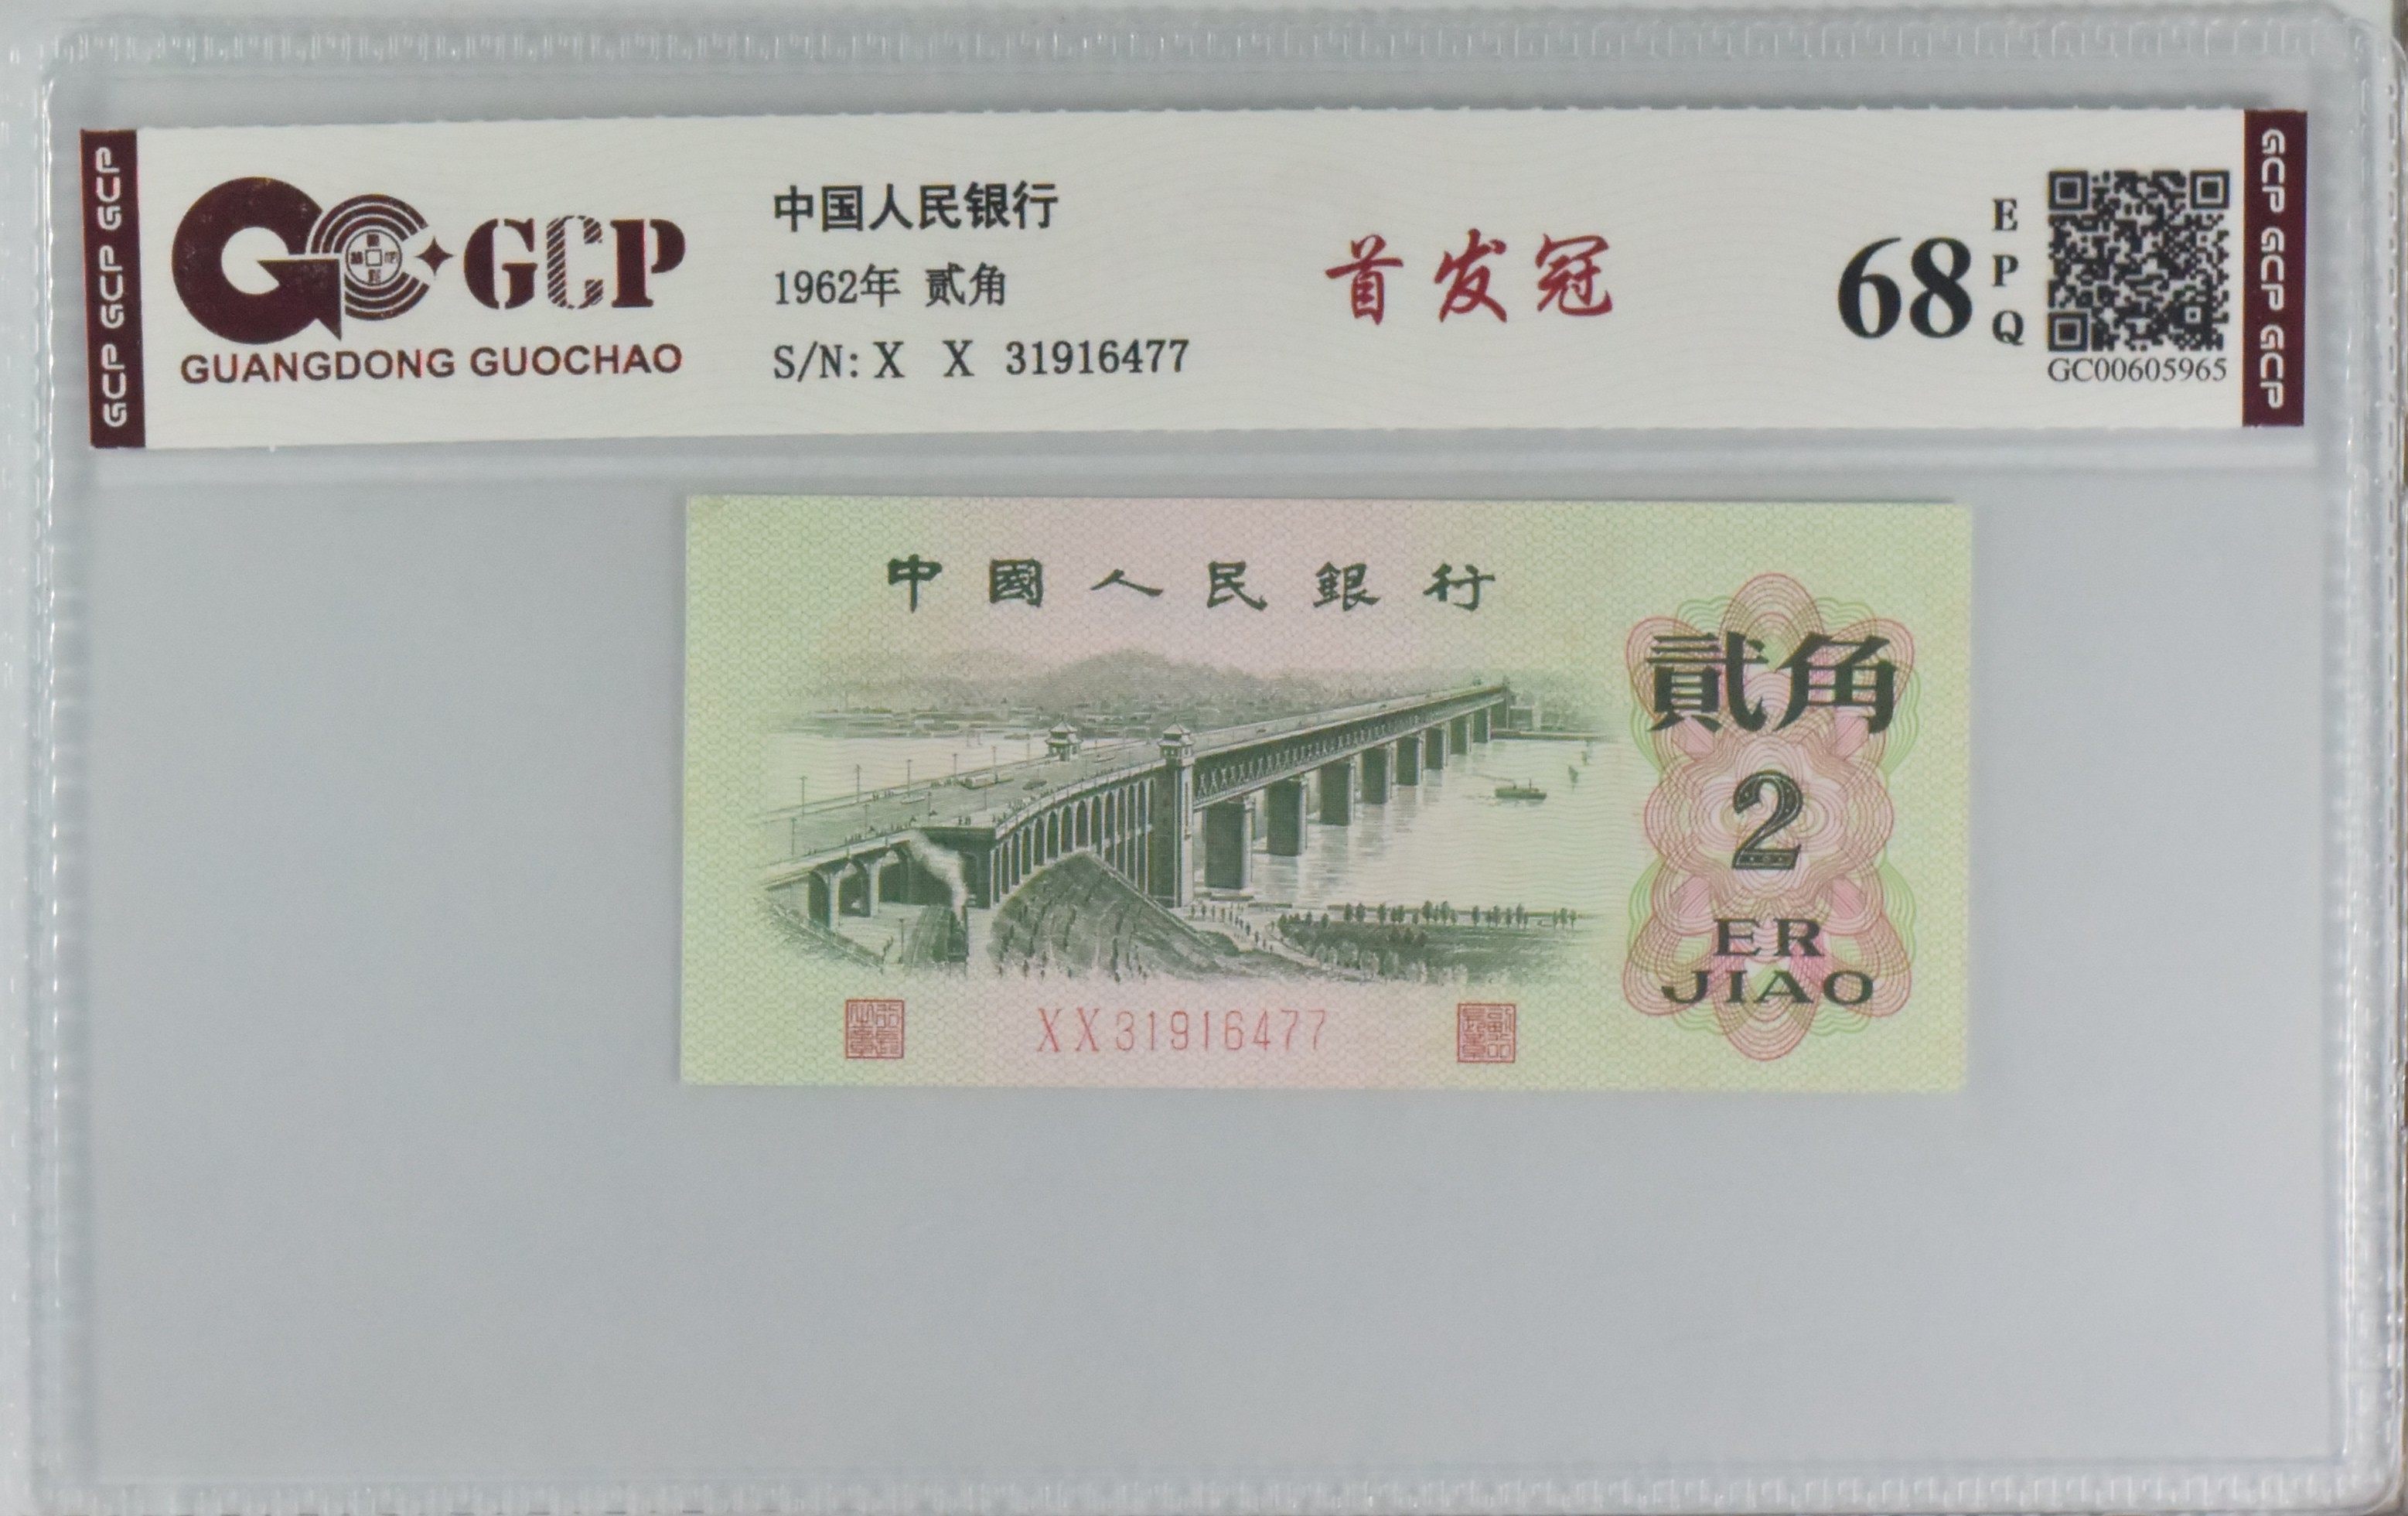 GCP GCP GCP
GCP
GUANGDONG GUOCHAO
中国人民银行
1962年 贰角
S/N: X X 31916477
首发冠
68
E
P
Q
GC00605965
GCP GCP GCP
中國人民銀行
貳角
2
ER
JIAO
XX31916477